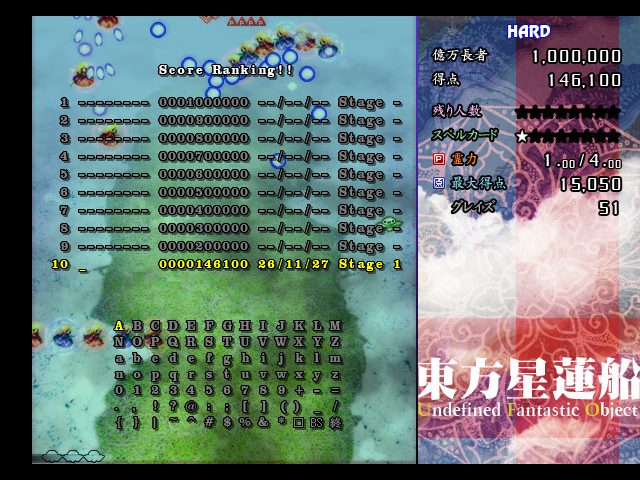 Score Ranking!!
1 -------- 0001000000 --/--/-- Stage -
2 -------- 0000900000 --/--/-- Stage -
3 -------- 0000800000 --/--/-- Stage -
4 -------- 0000700000 --/--/-- Stage -
5 -------- 0000600000 --/--/-- Stage -
6 -------- 0000500000 --/--/-- Stage -
7 -------- 0000400000 --/--/-- Stage -
8 -------- 0000300000 --/--/-- Stage -
9 -------- 0000200000 --/--/-- Stage -
10 _ 0000146100 26/11/27 Stage 1
A B C D E F G H I J K L M
N O P Q R S T U V W X Y Z
a b c d e f g h i j k l m
n o p q r s t u v w x y z
0 1 2 3 4 5 6 7 8 9 + - =
. , ! ? @ : ; [ ] ( ) _ /
{ } | ~ ^ # $ % & * □ BS 終
HARD
億万長者 1,000,000
得点 146,100
残り人数 ★★★★★★★★★
スペルカード ★★★★★★★★★
P 霊力 1.00/4.00
点 最大得点 15,050
グレイズ 51
東方星蓮船
Undefined Fantastic Object